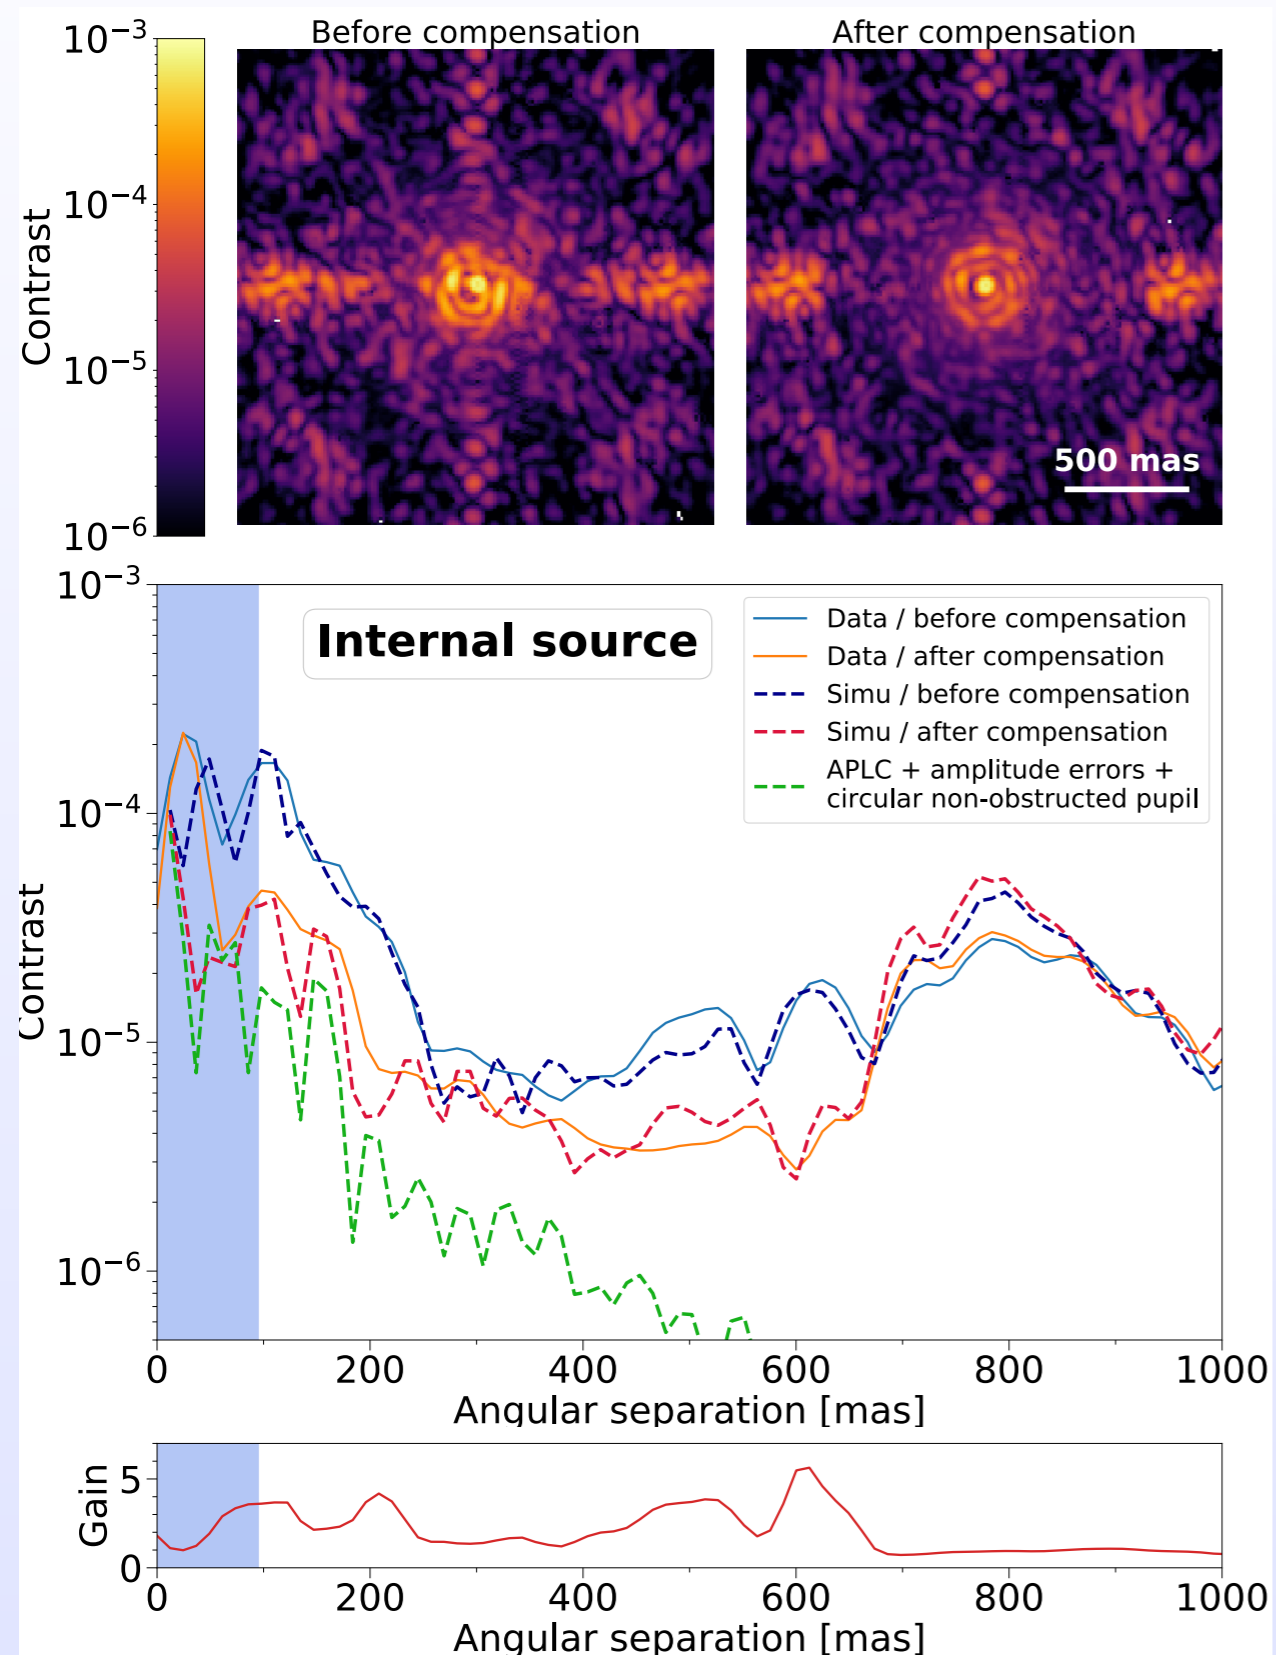 Before compensation
After compensation
10⁻³
10⁻⁴
10⁻⁵
10⁻⁶
Contrast
500 mas
10⁻³
10⁻⁴
10⁻⁵
10⁻⁶
Contrast
Internal source
Data / before compensation
Data / after compensation
Simu / before compensation
Simu / after compensation
APLC + amplitude errors +
circular non-obstructed pupil
0 200 400 600 800 1000
Angular separation [mas]
Gain
5
0
0 200 400 600 800 1000
Angular separation [mas]